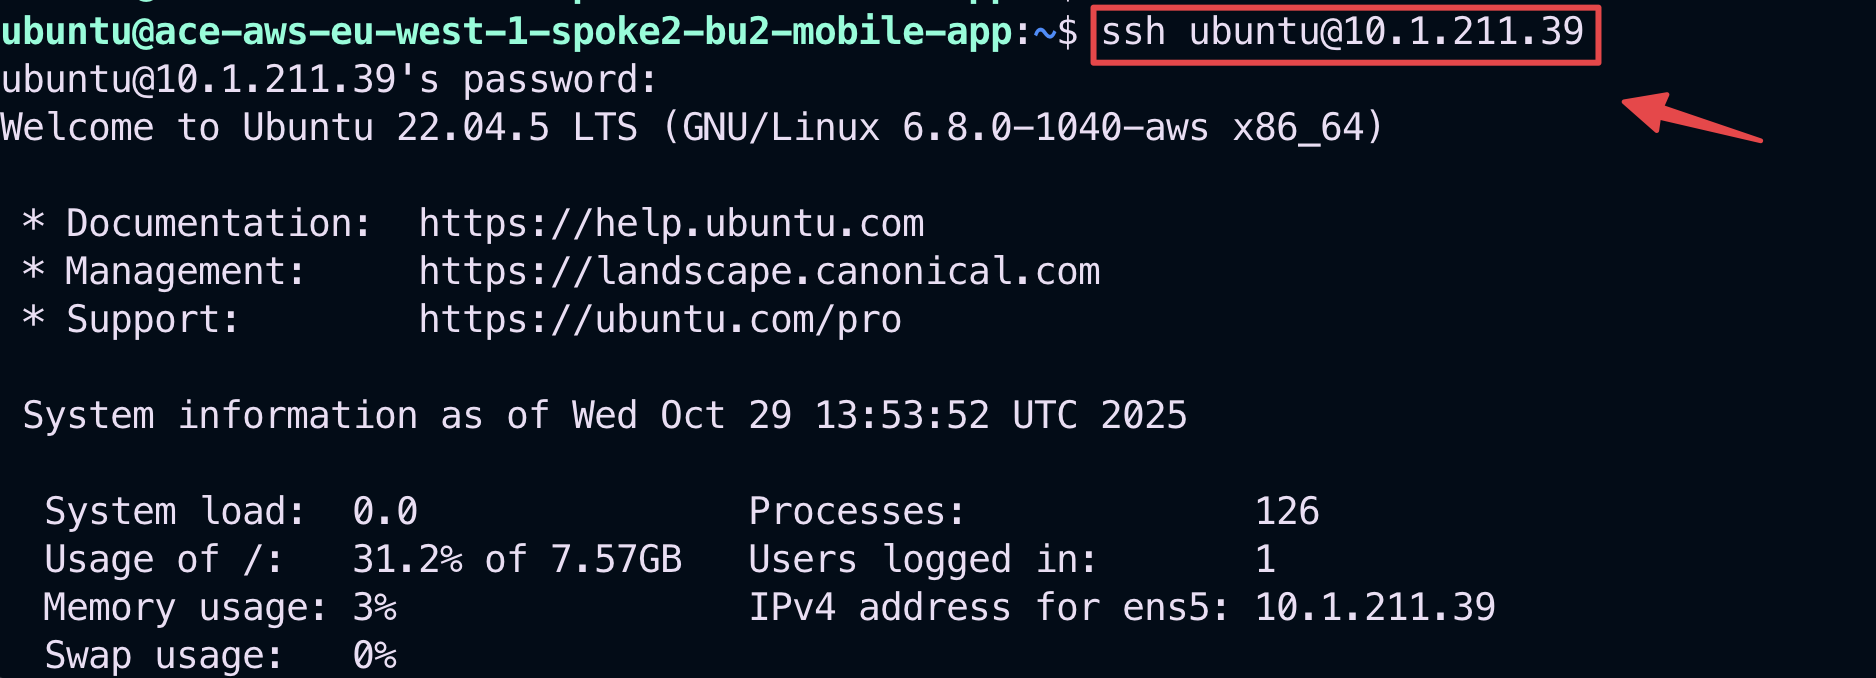 ubuntu@ace-aws-eu-west-1-spoke2-bu2-mobile-app:~$ ssh ubuntu@10.1.211.39
ubuntu@10.1.211.39's password:
Welcome to Ubuntu 22.04.5 LTS (GNU/Linux 6.8.0-1040-aws x86_64)
* Documentation: https://help.ubuntu.com
* Management: https://landscape.canonical.com
* Support: https://ubuntu.com/pro
System information as of Wed Oct 29 13:53:52 UTC 2025
System load: 0.0 Processes: 126
Usage of /: 31.2% of 7.57GB Users logged in: 1
Memory usage: 3% IPv4 address for ens5: 10.1.211.39
Swap usage: 0%